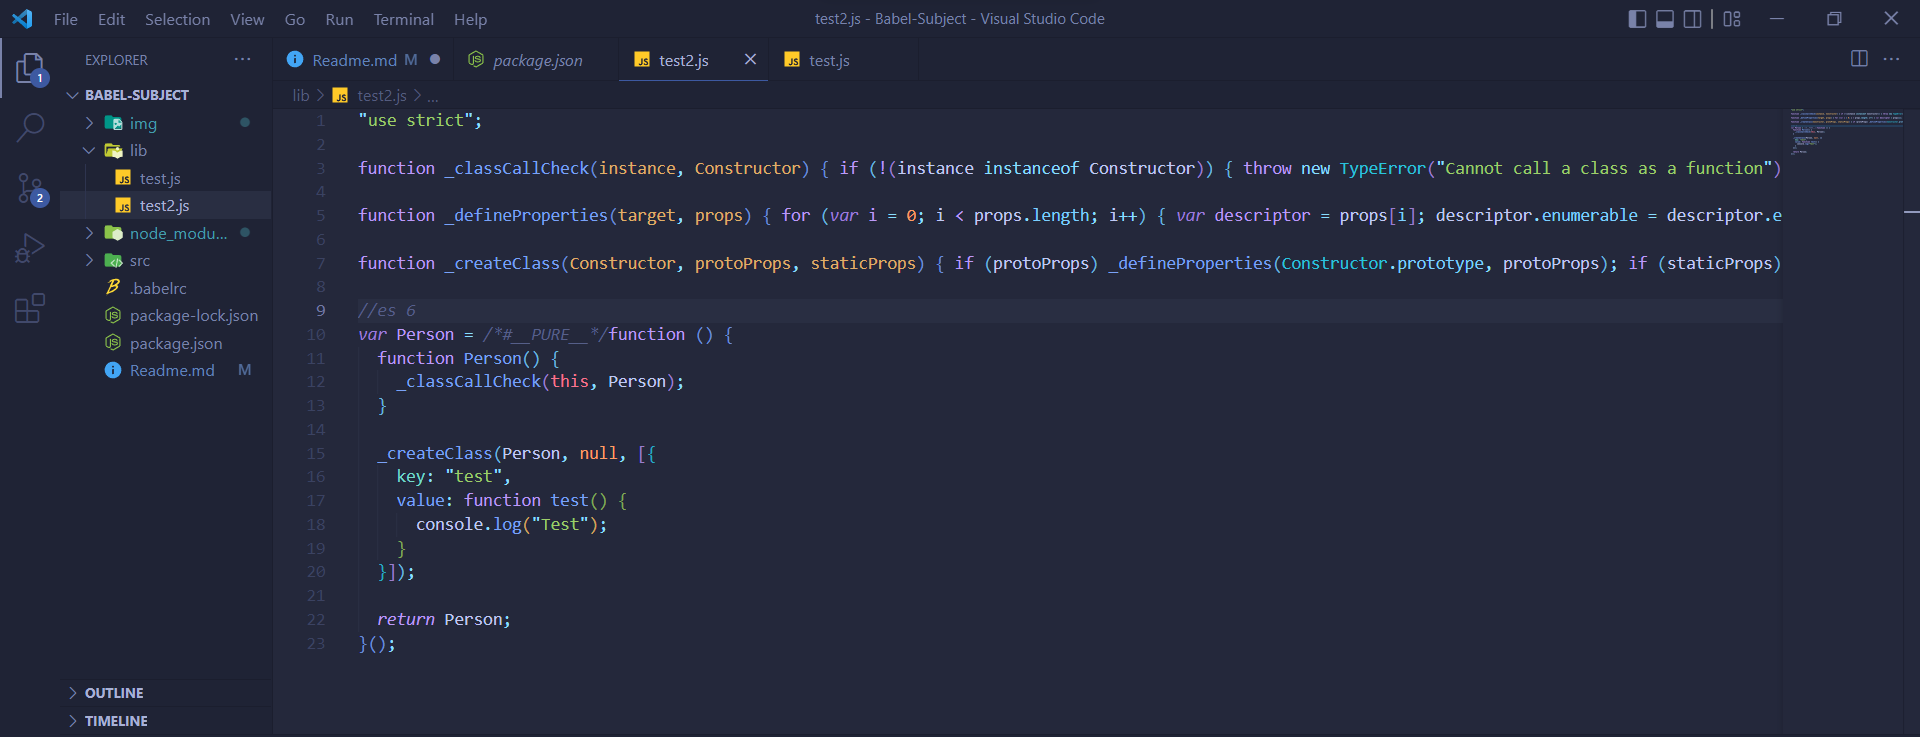 File Edit Selection View Go Run Terminal Help
test2.js - Babel-Subject - Visual Studio Code
EXPLORER
Readme.md M
package.json
test2.js
test.js
1
2
BABEL-SUBJECT
img
lib
test.js
test2.js
node_modu...
src
.babelrc
package-lock.json
package.json
Readme.md M
OUTLINE
TIMELINE
lib > test2.js > ...
1 "use strict";
2
3 function _classCallCheck(instance, Constructor) { if (!(instance instanceof Constructor)) { throw new TypeError("Cannot call a class as a function")
4
5 function _defineProperties(target, props) { for (var i = 0; i < props.length; i++) { var descriptor = props[i]; descriptor.enumerable = descriptor.e
6
7 function _createClass(Constructor, protoProps, staticProps) { if (protoProps) _defineProperties(Constructor.prototype, protoProps); if (staticProps)
8
9 //es 6
10 var Person = /*#__PURE__*/function () {
11 function Person() {
12 _classCallCheck(this, Person);
13 }
14
15 _createClass(Person, null, [{
16 key: "test",
17 value: function test() {
18 console.log("Test");
19 }
20 }]);
21
22 return Person;
23 }();